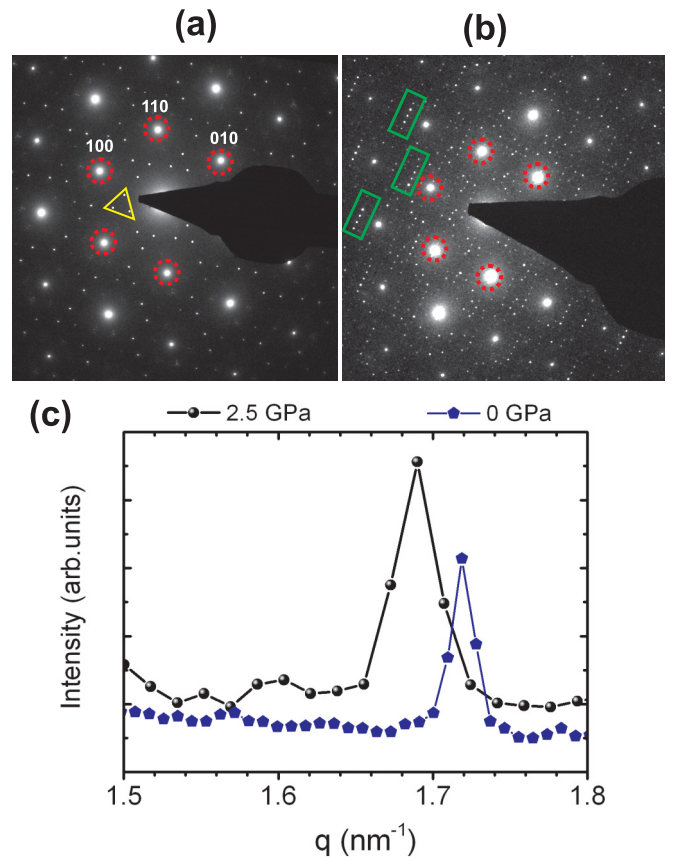 (a)
(b)
110
100
010
(c)
2.5 GPa
0 GPa
Intensity (arb.units)
1.5
1.6
1.7
1.8
q (nm⁻¹)